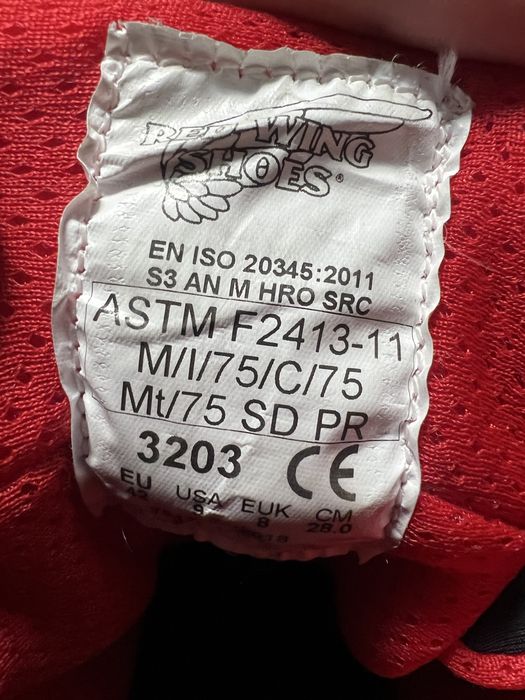 RED WING
SHOES®
EN ISO 20345:2011
S3 AN M HRO SRC
ASTM F2413-11
M/I/75/C/75
Mt/75 SD PR
3203 CE
EU USA EUK CM
42 9 8 28.0